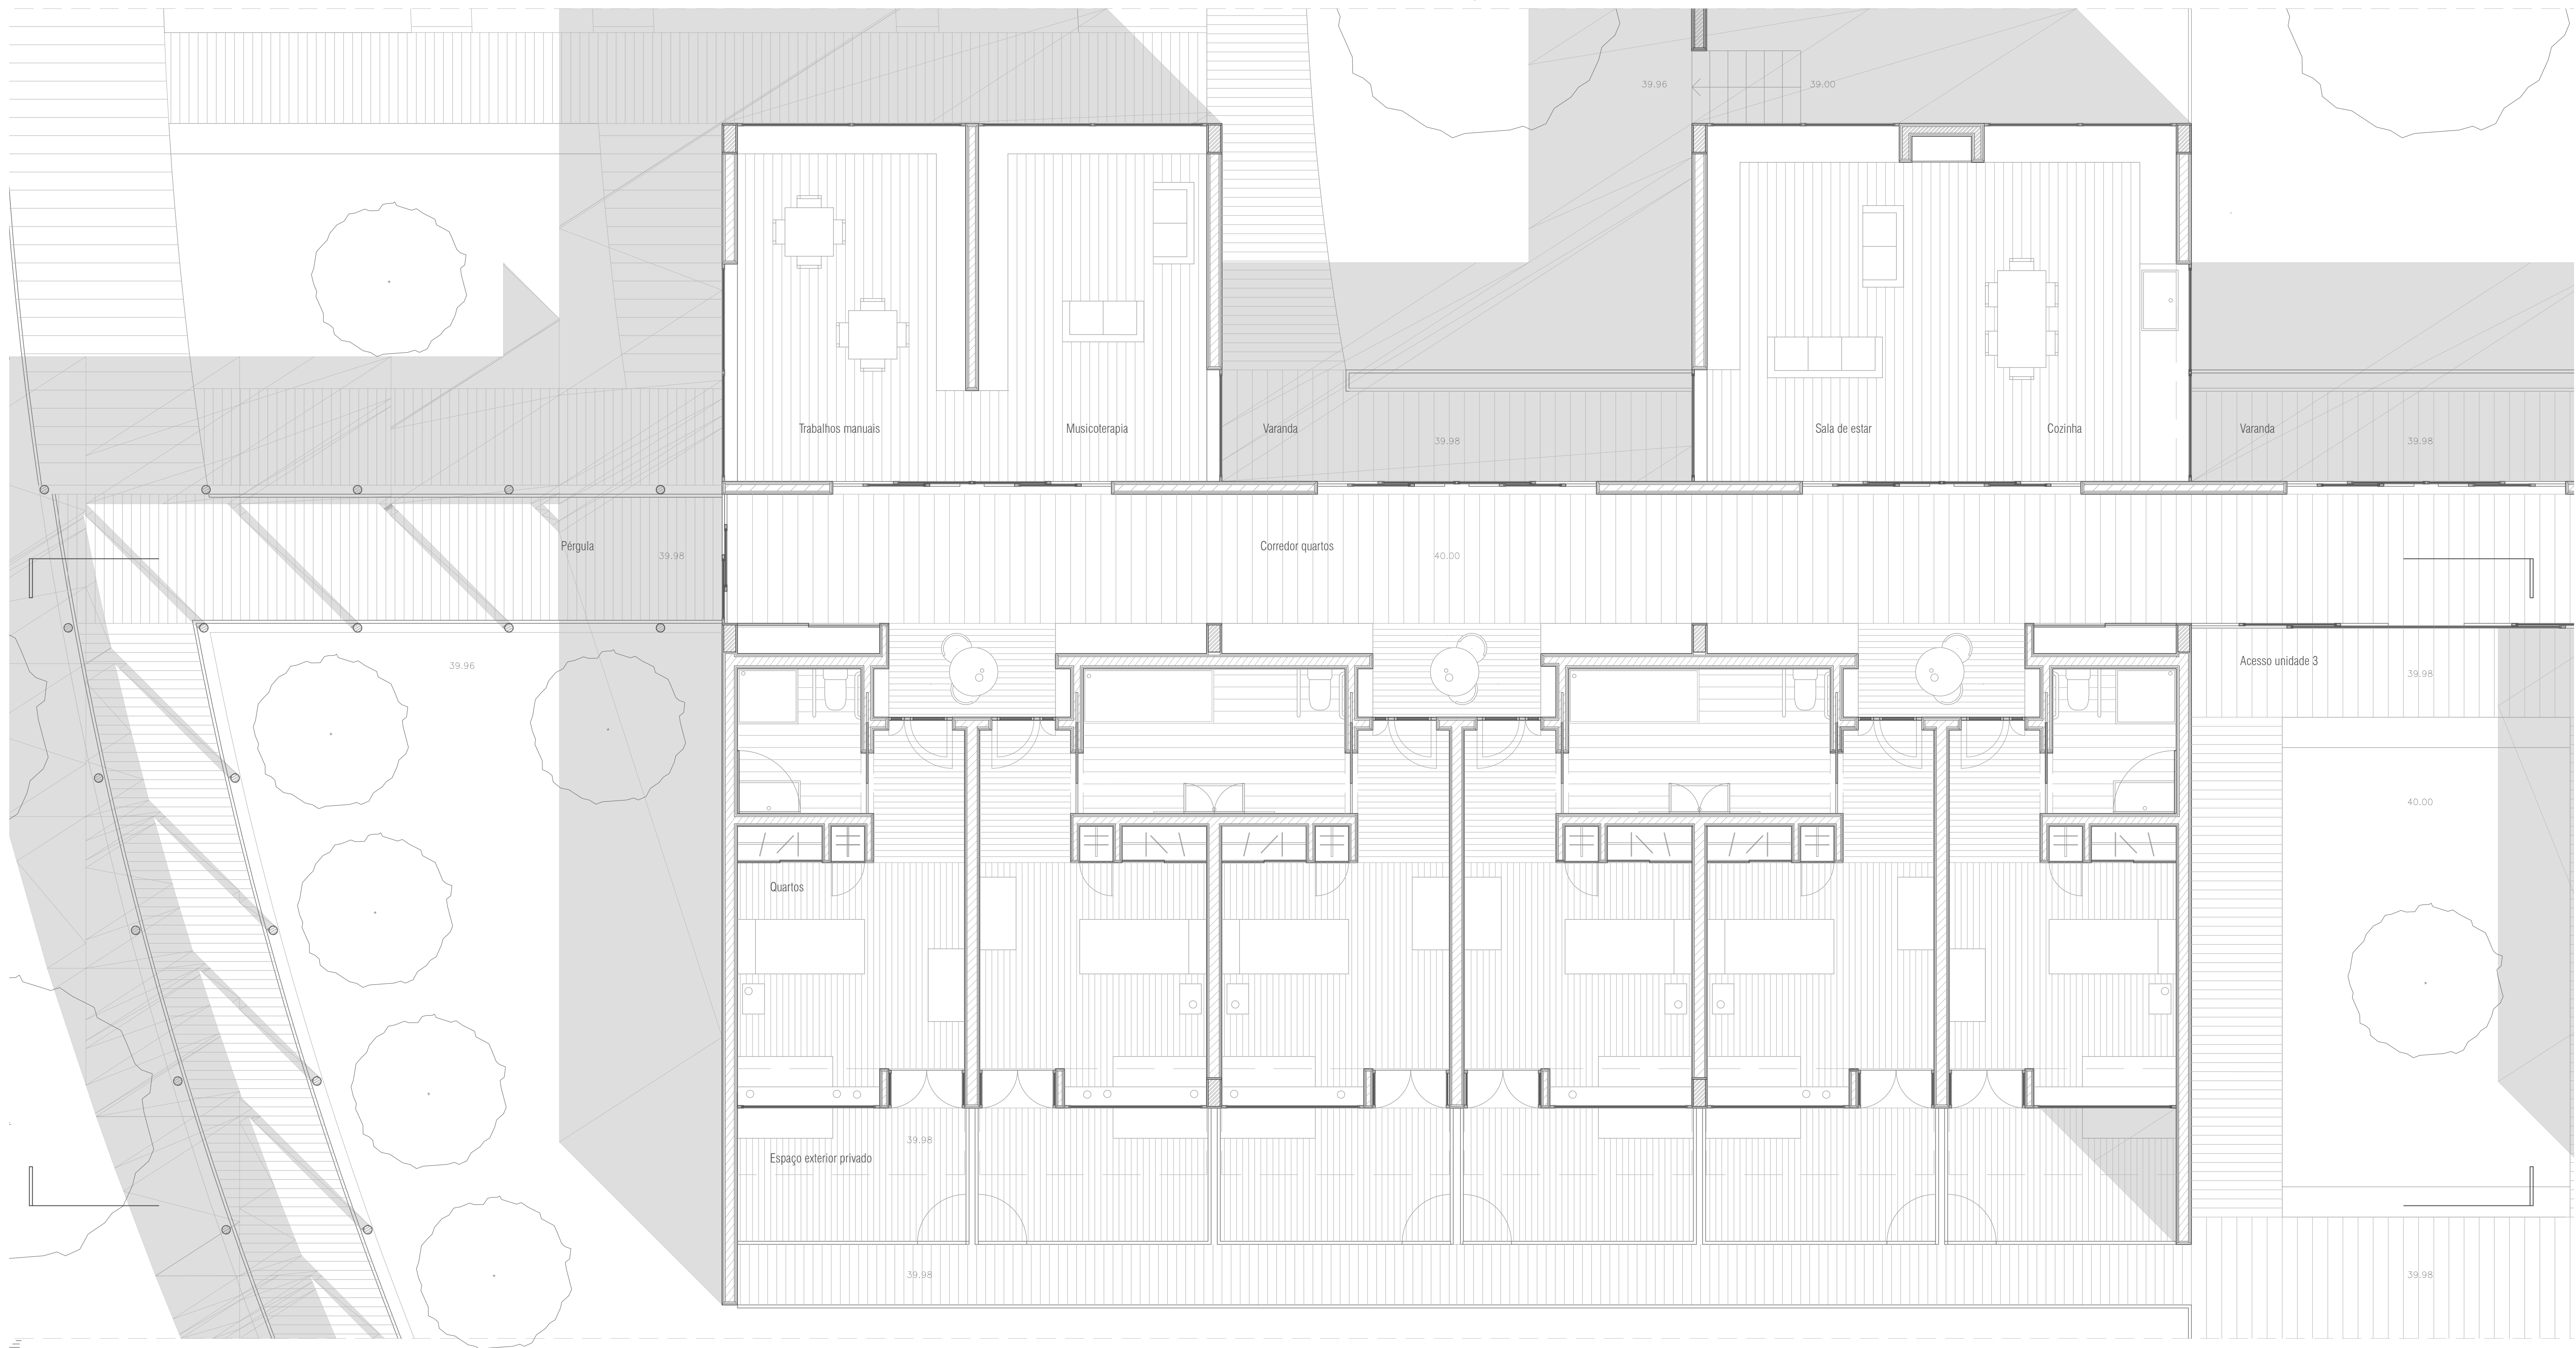 39.96
39.00
Trabalhos manuais
Musicoterapia
Varanda
39.98
Sala de estar
Cozinha
Varanda
39.98
Pérgula
39.98
Corredor quartos
40.00
39.96
Acesso unidade 3
39.98
40.00
Quartos
39.98
Espaço exterior privado
39.98
39.98